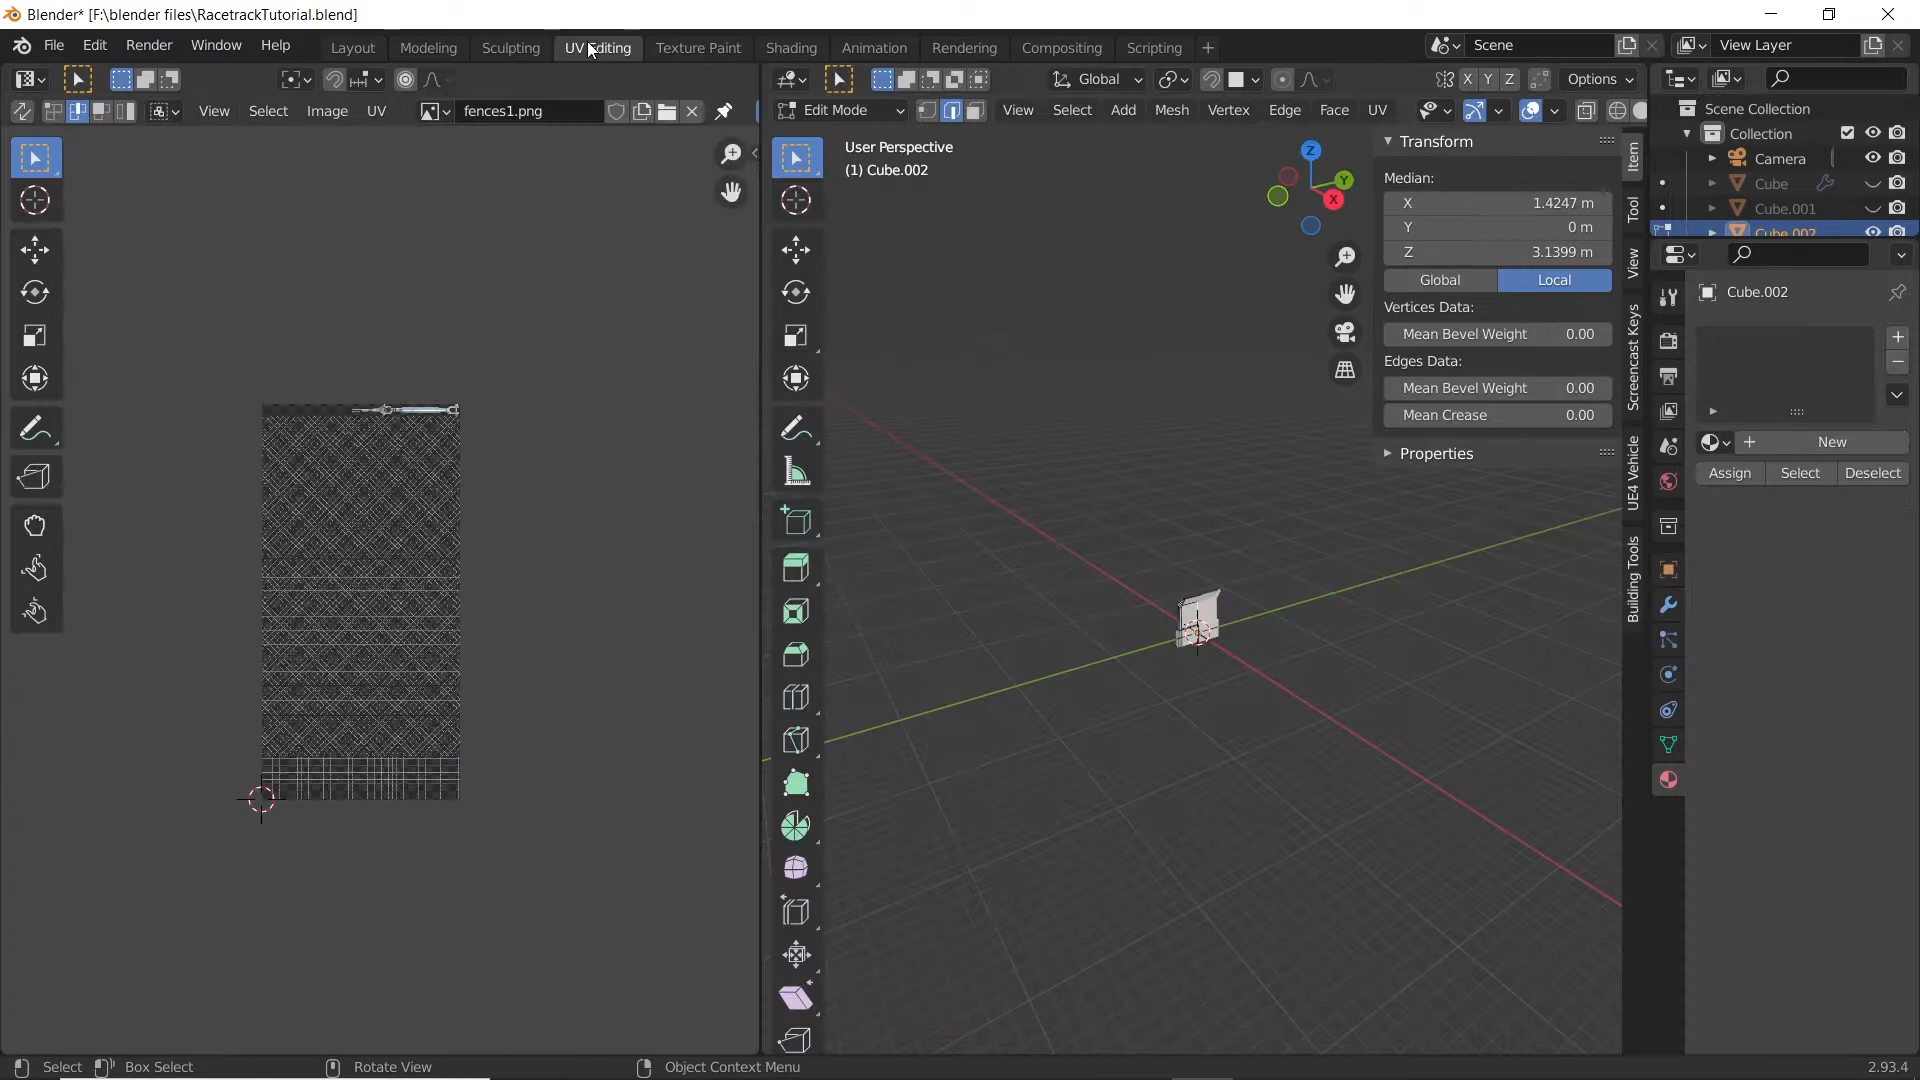 Blender* [F:\blender files\RacetrackTutorial.blend]
File Edit Render Window Help Layout Modeling Sculpting UV Editing Texture Paint Shading Animation Rendering Compositing Scripting + Scene View Layer
Global X Y Z Options
View Select Image UV fences1.png Edit Mode View Select Add Mesh Vertex Edge Face UV
Scene Collection
Collection
Camera
Cube
Cube.001
Cube.002
User Perspective
(1) Cube.002
Z
Y
X
Transform
Median:
X 1.4247 m
Y 0 m
Z 3.1399 m
Global Local
Vertices Data:
Mean Bevel Weight 0.00
Edges Data:
Mean Bevel Weight 0.00
Mean Crease 0.00
Properties
Item
Tool
View
Screencast Keys
UE4 Vehicle
Building Tools
Cube.002
New
Assign Select Deselect
Select Box Select Rotate View Object Context Menu 2.93.4